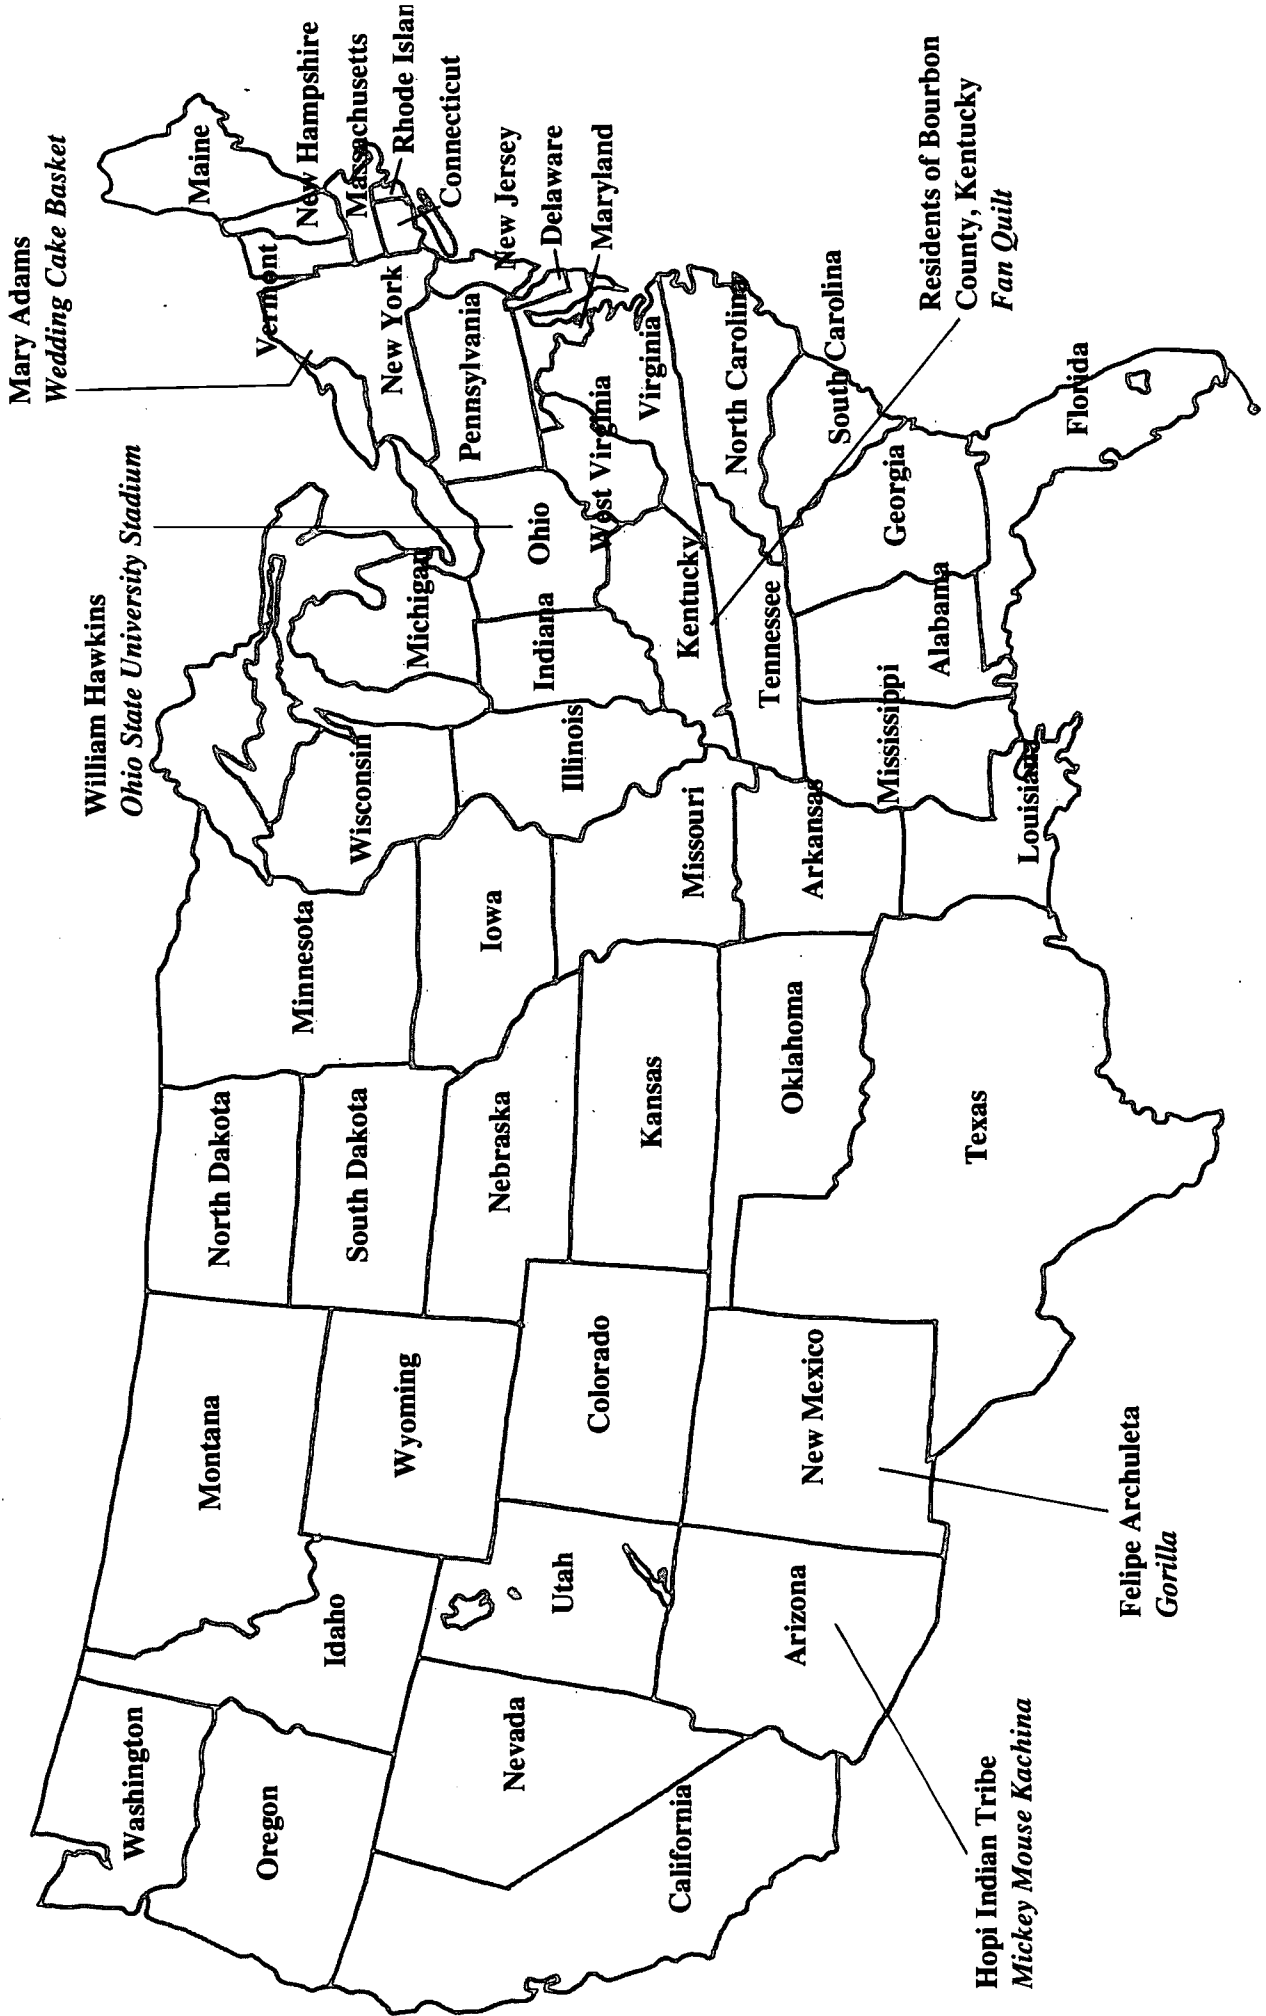 Mary Adams
Wedding Cake Basket
William Hawkins
Ohio State University Stadium
Residents of Bourbon
County, Kentucky
Fan Quilt
Felipe Archuleta
Gorilla
Hopi Indian Tribe
Mickey Mouse Kachina
Washington
Oregon
California
Nevada
Idaho
Montana
Wyoming
Utah
Arizona
Colorado
New Mexico
North Dakota
South Dakota
Nebraska
Kansas
Oklahoma
Texas
Minnesota
Iowa
Missouri
Arkansas
Louisiana
Wisconsin
Illinois
Michigan
Indiana
Ohio
Kentucky
Tennessee
Mississippi
Alabama
Georgia
Florida
South Carolina
North Carolina
Virginia
West Virginia
Pennsylvania
New York
Vermont
Maine
New Hampshire
Massachusetts
Rhode Islan
Connecticut
New Jersey
Delaware
Maryland